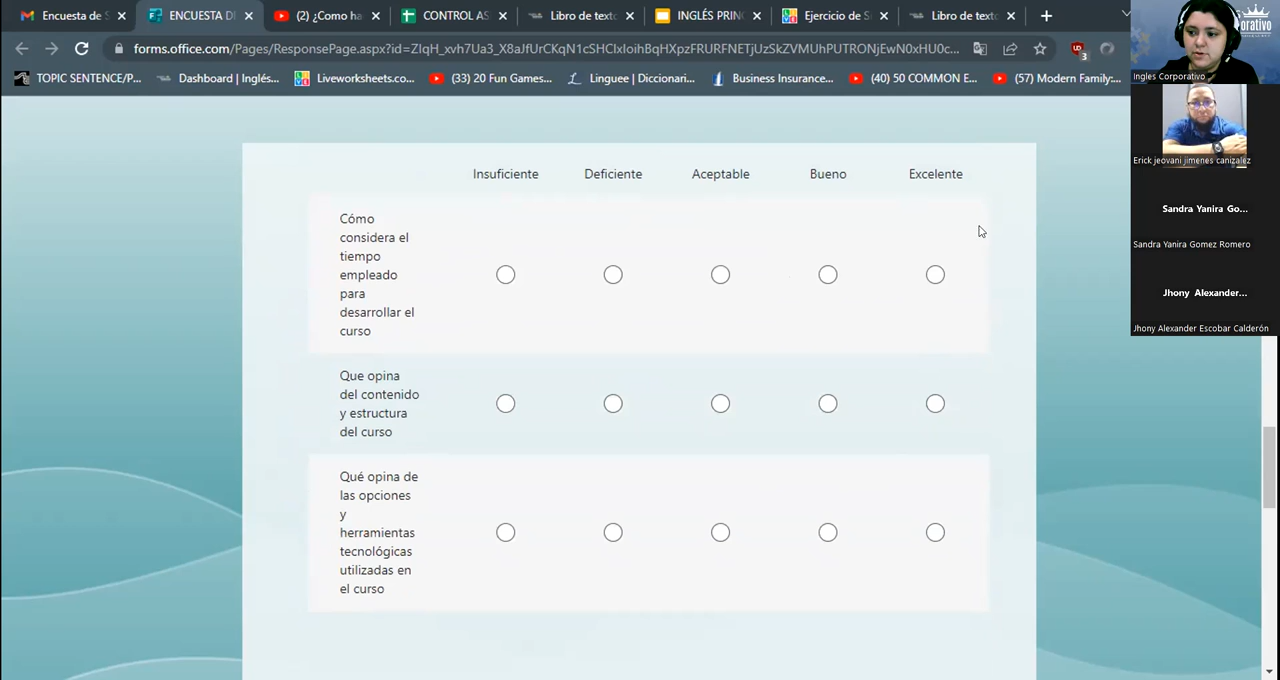 Encuesta de S
ENCUESTA DI
(2) ¿Como ha
CONTROL AS
Libro de texto
INGLÉS PRIN
Ejercicio de S
Libro de texto
forms.office.com/Pages/ResponsePage.aspx?id=ZIqH_xvh7Ua3_X8aJfUrCKqN1cSHClxIoihBqHXpzFRURFNETjUzSkZVMUhPUTRONjEwN0xHU0c...
3
TOPIC SENTENCE/P...
Dashboard | Inglés...
Liveworksheets.co...
(33) 20 Fun Games...
Linguee | Diccionari...
Business Insurance...
(40) 50 COMMON E...
(57) Modern Family:...
orativo
Ingles Corporativo
Erick jeovani jimenes canizalez
Sandra Yanira Go...
Sandra Yanira Gomez Romero
Jhony Alexander...
Jhony Alexander Escobar Calderón
Insuficiente
Deficiente
Aceptable
Bueno
Excelente
Cómo
considera el
tiempo
empleado
para
desarrollar el
curso
Que opina
del contenido
y estructura
del curso
Qué opina de
las opciones
y
herramientas
tecnológicas
utilizadas en
el curso